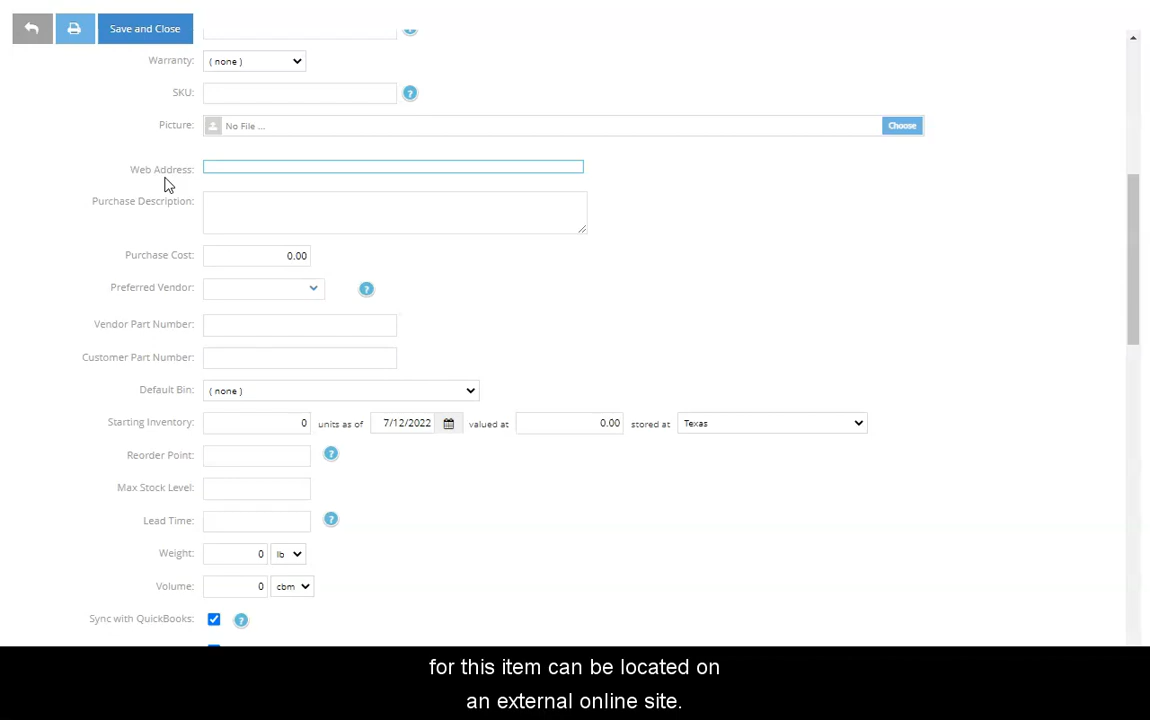 Save and Close
Warranty: ( none )
SKU: ?
Picture: No File ... Choose
Web Address:
Purchase Description:
Purchase Cost: 0.00
Preferred Vendor: ?
Vendor Part Number:
Customer Part Number:
Default Bin: ( none )
Starting Inventory: 0 units as of 7/12/2022 valued at 0.00 stored at Texas
Reorder Point: ?
Max Stock Level:
Lead Time: ?
Weight: 0 lb
Volume: 0 cbm
Sync with QuickBooks: ?
for this item can be located on
an external online site.